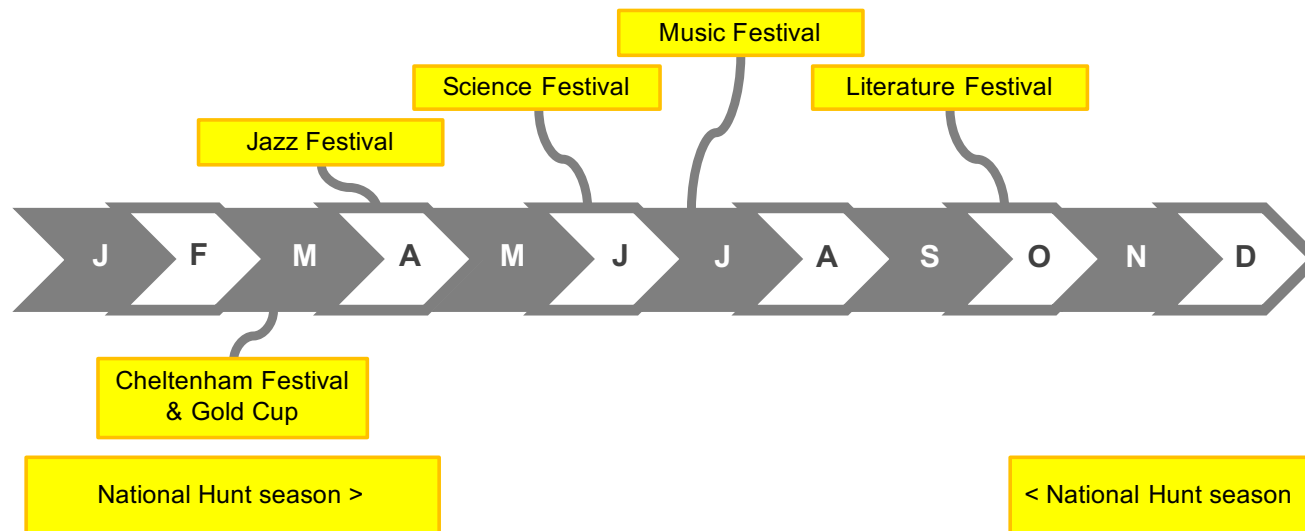 Music Festival
Science Festival
Literature Festival
Jazz Festival
J F M A M J J A S O N D
Cheltenham Festival
& Gold Cup
National Hunt season >
< National Hunt season